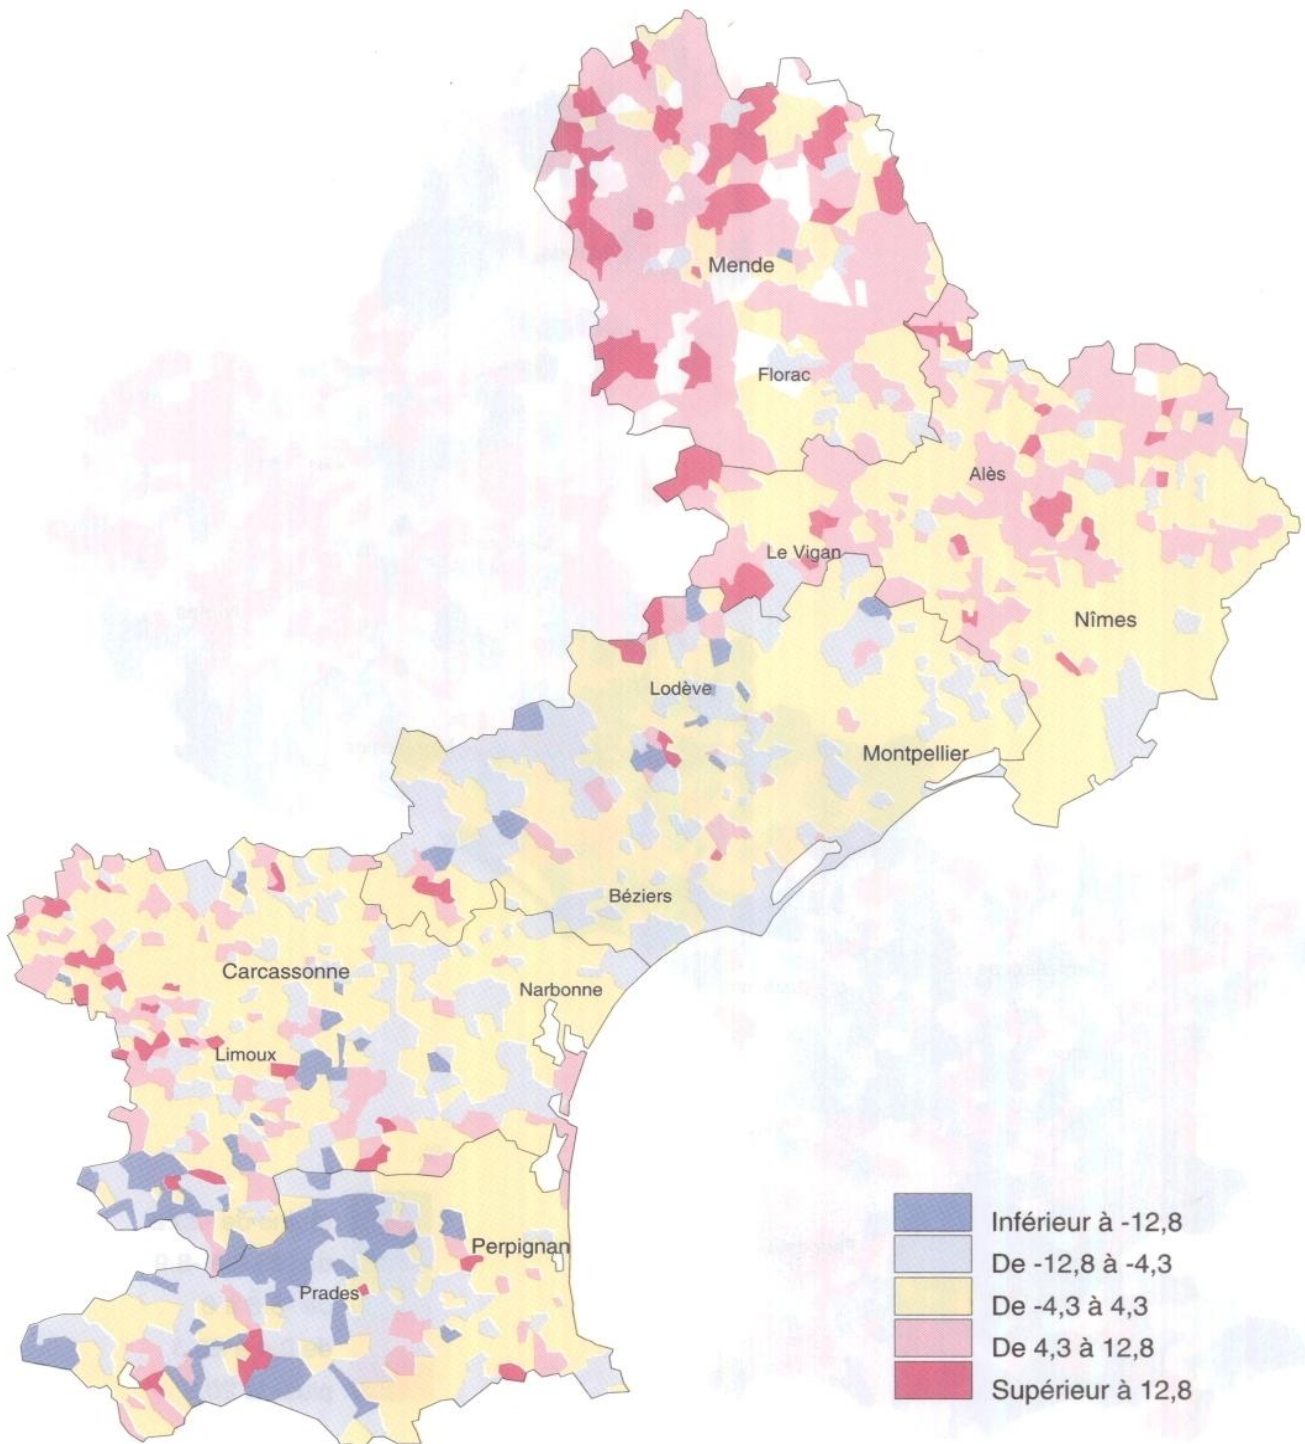 Mende
Florac
Alès
Le Vigan
Nîmes
Lodève
Montpellier
Béziers
Carcassonne
Narbonne
Limoux
Perpignan
Prades
Inférieur à -12,8
De -12,8 à -4,3
De -4,3 à 4,3
De 4,3 à 12,8
Supérieur à 12,8